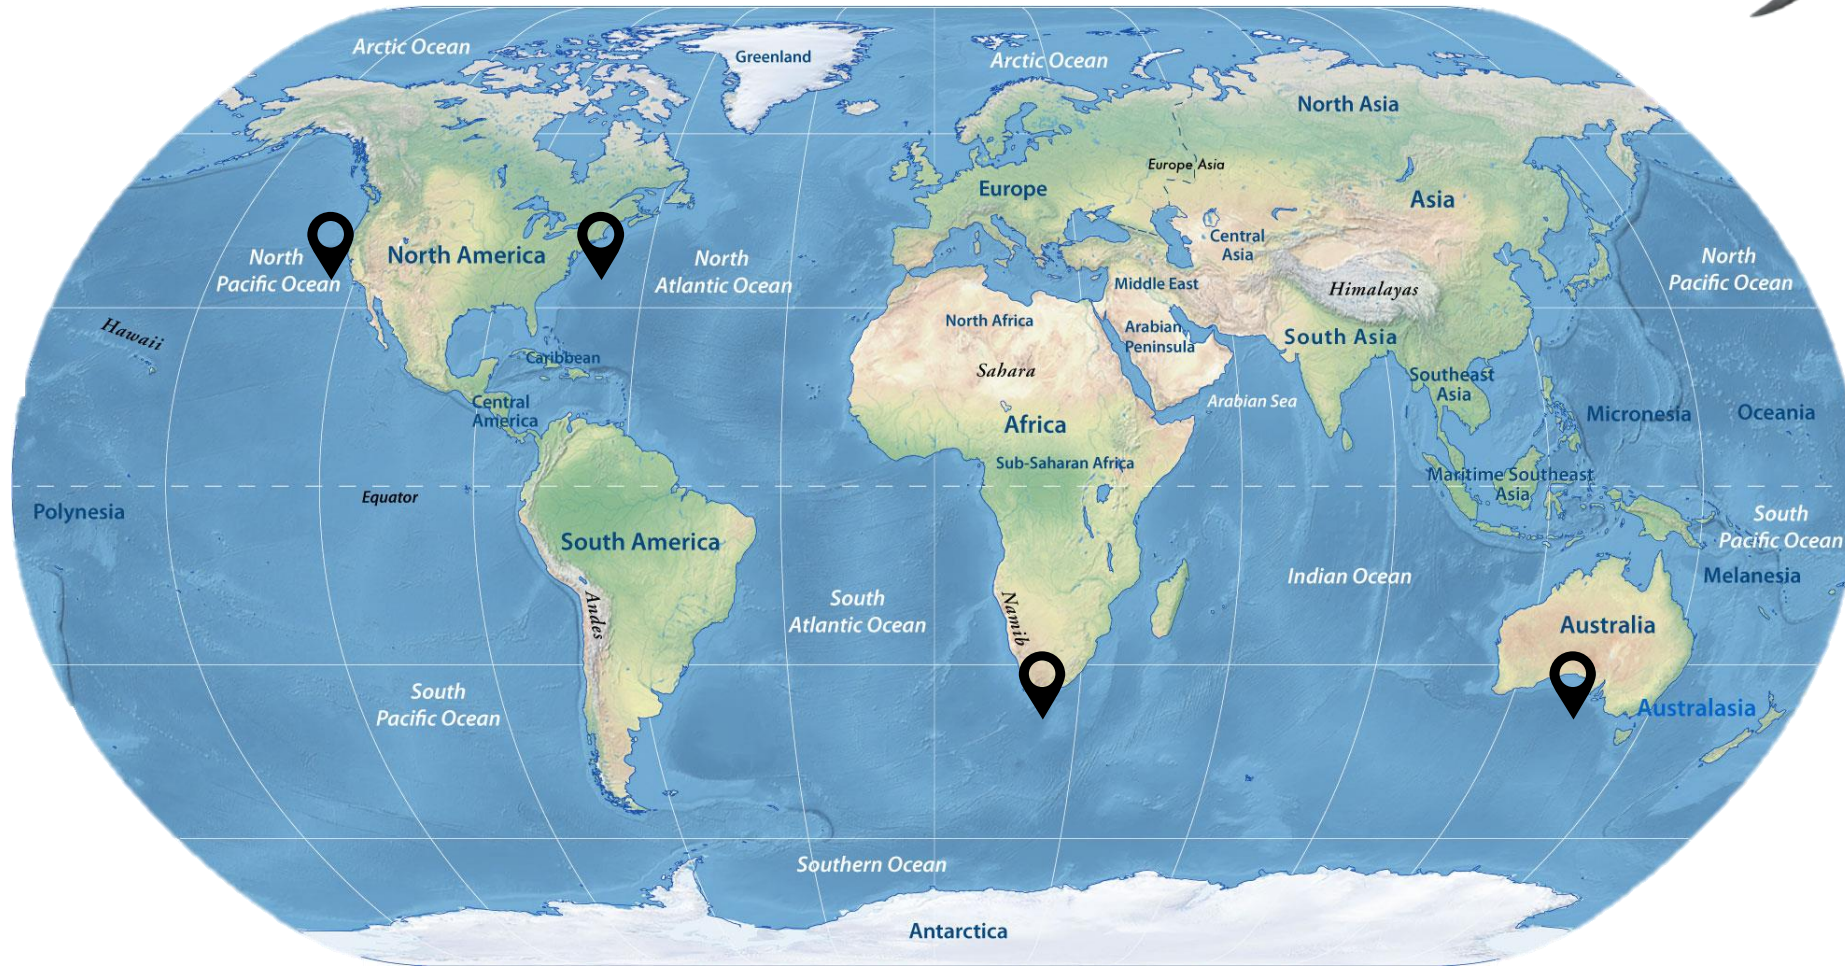 Arctic Ocean
Greenland
Arctic Ocean
North Asia
Europe Asia
Europe
Asia
North America
North
Pacific Ocean
North
Atlantic Ocean
Central
Asia
North
Pacific Ocean
Middle East
Himalayas
Hawaii
North Africa
Arabian
Peninsula
South Asia
Caribbean
Sahara
Southeast
Asia
Central
America
Arabian Sea
Micronesia
Oceania
Africa
Sub-Saharan Africa
Maritime Southeast
Asia
Equator
Polynesia
South
Pacific Ocean
South America
Indian Ocean
Melanesia
Andes
South
Atlantic Ocean
Namib
Australia
South
Pacific Ocean
Australasia
Southern Ocean
Antarctica